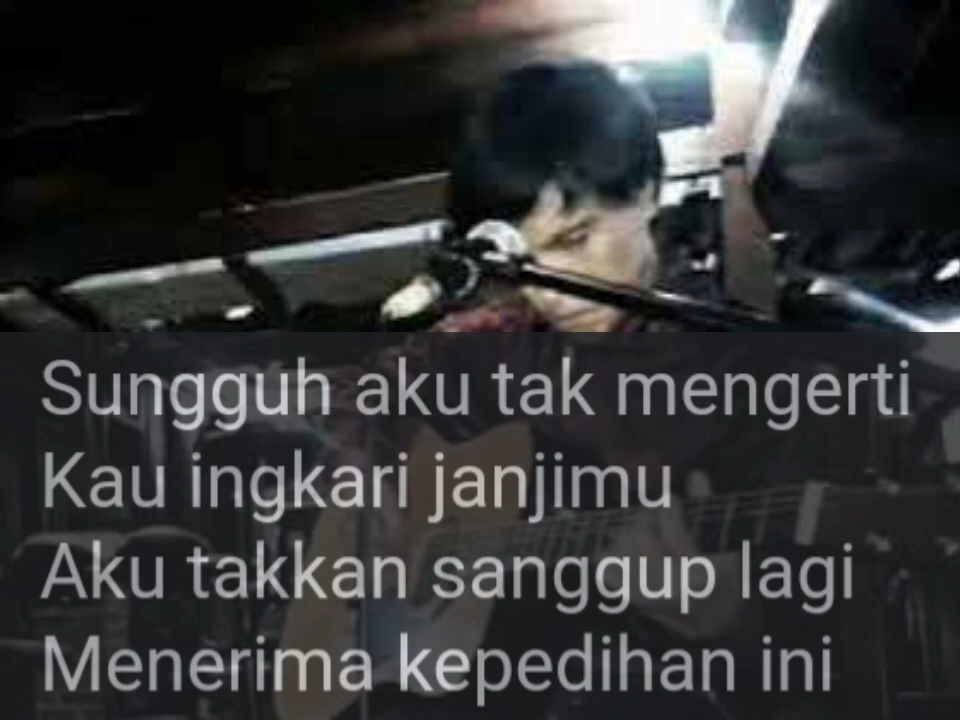 Sungguh aku tak mengerti
Kau ingkari janjimu
Aku takkan sanggup lagi
Menerima kepedihan ini